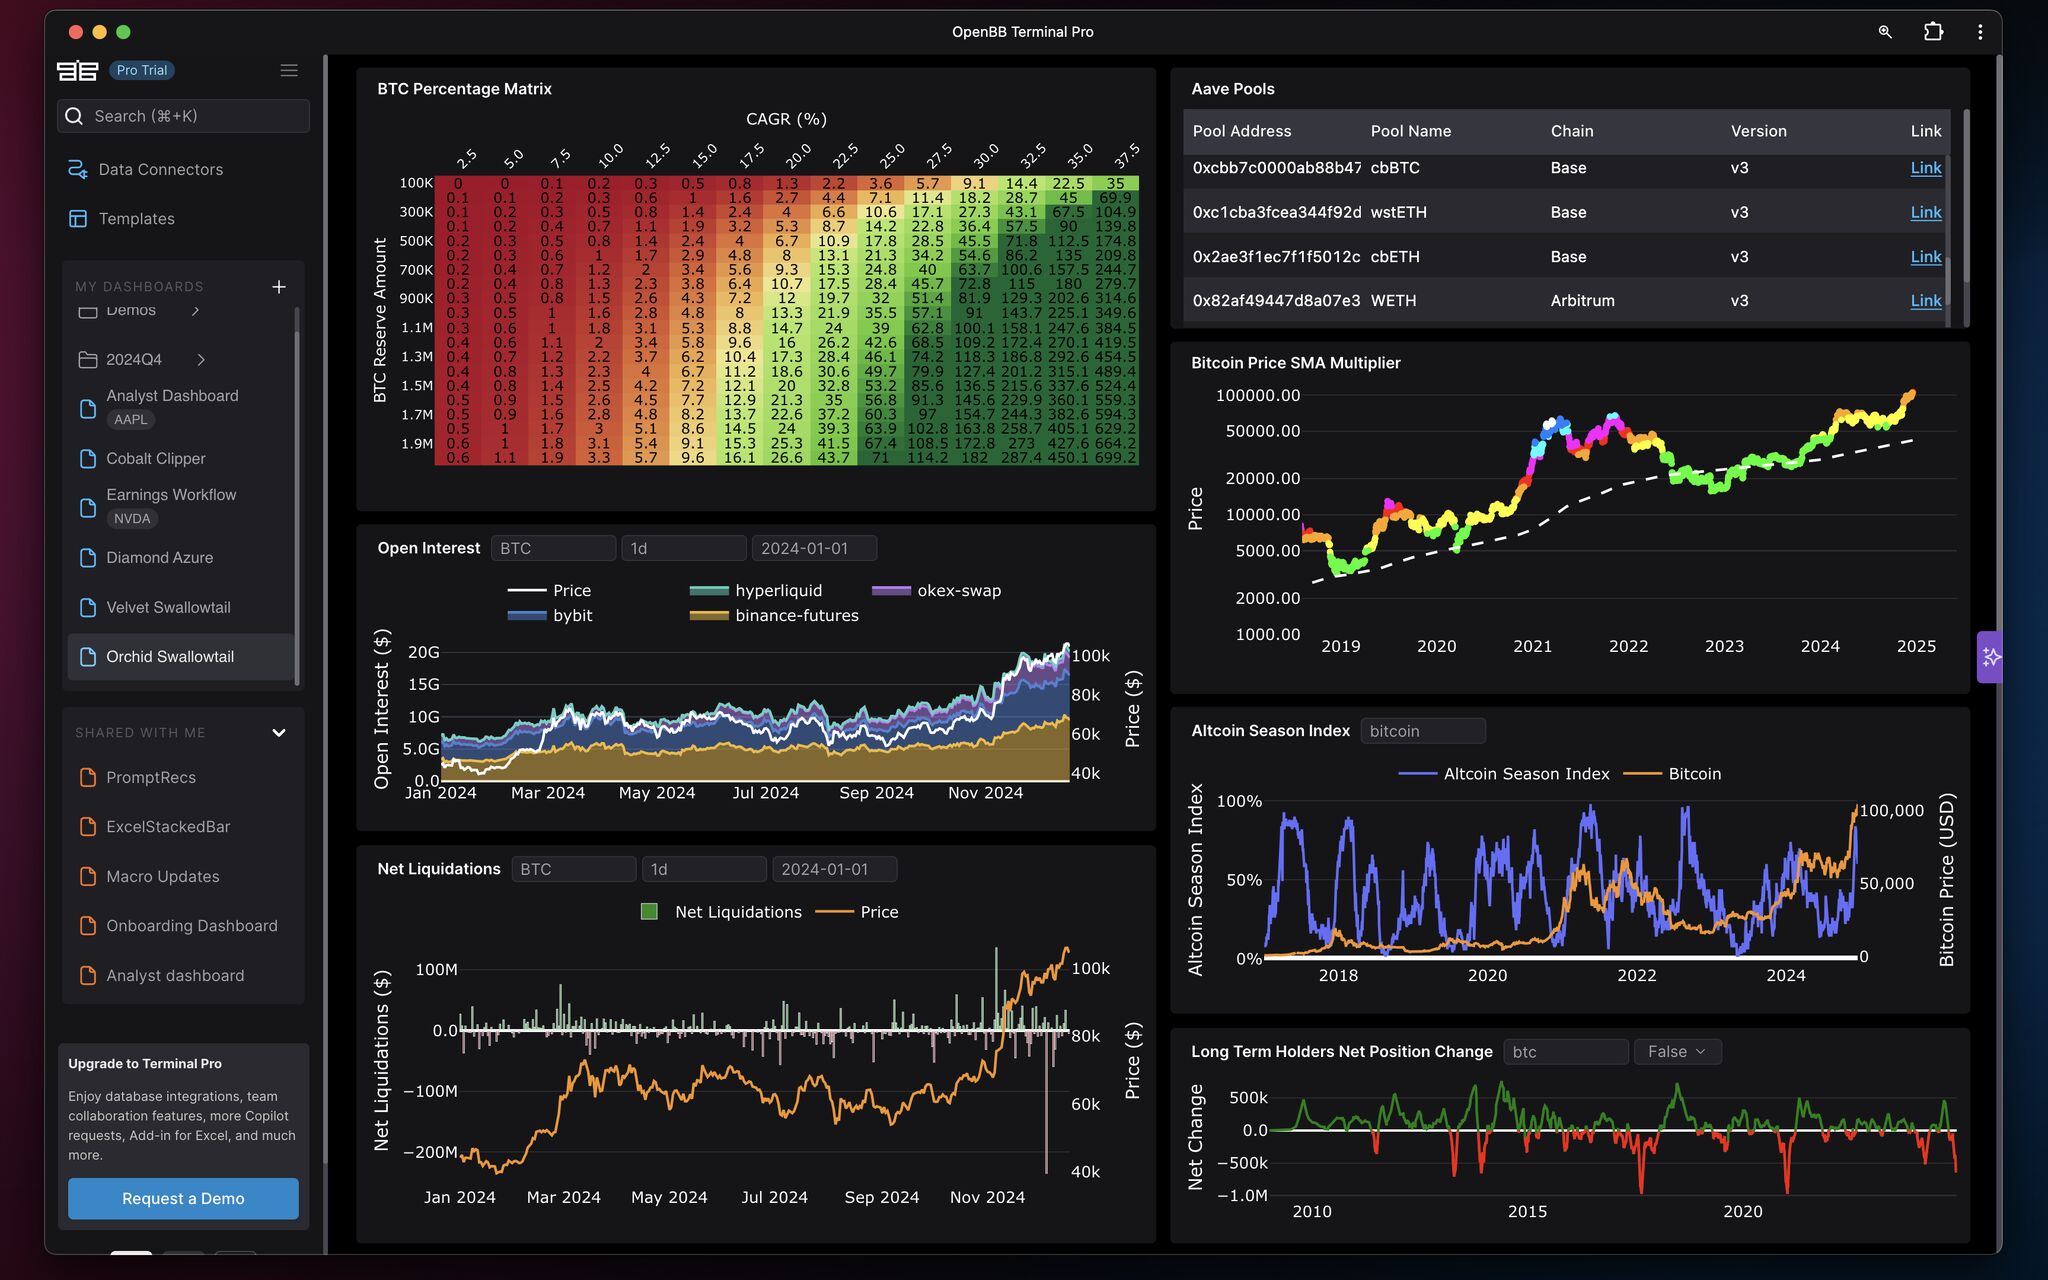 OpenBB Terminal Pro
Pro Trial
Search (⌘+K)
Data Connectors
Templates
MY DASHBOARDS
Demos
2024Q4
Analyst Dashboard
AAPL
Cobalt Clipper
Earnings Workflow
NVDA
Diamond Azure
Velvet Swallowtail
Orchid Swallowtail
SHARED WITH ME
PromptRecs
ExcelStackedBar
Macro Updates
Onboarding Dashboard
Analyst dashboard
Upgrade to Terminal Pro
Enjoy database integrations, team
collaboration features, more Copilot
requests, Add-in for Excel, and much
more.
Request a Demo
BTC Percentage Matrix
CAGR (%)
2.5 5.0 7.5 10.0 12.5 15.0 17.5 20.0 22.5 25.0 27.5 30.0 32.5 35.0 37.5
BTC Reserve Amount
100K 0 0 0.1 0.2 0.3 0.5 0.8 1.3 2.2 3.6 5.7 9.1 14.4 22.5 35
0.1 0.1 0.2 0.3 0.6 1 1.6 2.7 4.4 7.1 11.4 18.2 28.7 45 69.9
300K 0.1 0.2 0.3 0.5 0.8 1.4 2.4 4 6.6 10.6 17.1 27.3 43.1 67.5 104.9
0.1 0.2 0.4 0.7 1.1 1.9 3.2 5.3 8.7 14.2 22.8 36.4 57.5 90 139.8
500K 0.2 0.3 0.5 0.8 1.4 2.4 4 6.7 10.9 17.8 28.5 45.5 71.8 112.5 174.8
0.2 0.3 0.6 1 1.7 2.9 4.8 8 13.1 21.3 34.2 54.6 86.2 135 209.8
700K 0.2 0.4 0.7 1.2 2 3.4 5.6 9.3 15.3 24.8 40 63.7 100.6 157.5 244.7
0.2 0.4 0.8 1.3 2.3 3.8 6.4 10.7 17.5 28.4 45.7 72.8 115 180 279.7
900K 0.3 0.5 0.8 1.5 2.6 4.3 7.2 12 19.7 32 51.4 81.9 129.3 202.6 314.6
0.3 0.5 1 1.6 2.8 4.8 8 13.3 21.9 35.5 57.1 91 143.7 225.1 349.6
1.1M 0.3 0.6 1 1.8 3.1 5.3 8.8 14.7 24 39 62.8 100.1 158.1 247.6 384.5
0.4 0.6 1.1 2 3.4 5.8 9.6 16 26.2 42.6 68.5 109.2 172.4 270.1 419.5
1.3M 0.4 0.7 1.2 2.2 3.7 6.2 10.4 17.3 28.4 46.1 74.2 118.3 186.8 292.6 454.5
0.4 0.8 1.3 2.3 4 6.7 11.2 18.6 30.6 49.7 79.9 127.4 201.2 315.1 489.4
1.5M 0.4 0.8 1.4 2.5 4.2 7.2 12.1 20 32.8 53.2 85.6 136.5 215.6 337.6 524.4
0.5 0.9 1.5 2.6 4.5 7.7 12.9 21.3 35 56.8 91.3 145.6 229.9 360.1 559.3
1.7M 0.5 0.9 1.6 2.8 4.8 8.2 13.7 22.6 37.2 60.3 97 154.7 244.3 382.6 594.3
0.5 1 1.7 3 5.1 8.6 14.5 24 39.3 63.9 102.8 163.8 258.7 405.1 629.2
1.9M 0.6 1 1.8 3.1 5.4 9.1 15.3 25.3 41.5 67.4 108.5 172.8 273 427.6 664.2
0.6 1.1 1.9 3.3 5.7 9.6 16.1 26.6 43.7 71 114.2 182 287.4 450.1 699.2
Open Interest BTC 1d 2024-01-01
Price hyperliquid okex-swap
bybit binance-futures
Open Interest ($)
20G
15G
10G
5.0G
0.0
100k
80k
60k
40k
Price ($)
Jan 2024 Mar 2024 May 2024 Jul 2024 Sep 2024 Nov 2024
Net Liquidations BTC 1d 2024-01-01
Net Liquidations Price
Net Liquidations ($)
100M
0.0
−100M
−200M
100k
80k
60k
40k
Price ($)
Jan 2024 Mar 2024 May 2024 Jul 2024 Sep 2024 Nov 2024
Aave Pools
Pool Address Pool Name Chain Version Link
0xcbb7c0000ab88b47 cbBTC Base v3 Link
0xc1cba3fcea344f92d wstETH Base v3 Link
0x2ae3f1ec7f1f5012c cbETH Base v3 Link
0x82af49447d8a07e3 WETH Arbitrum v3 Link
Bitcoin Price SMA Multiplier
Price
100000.00
50000.00
20000.00
10000.00
5000.00
2000.00
1000.00
2019 2020 2021 2022 2023 2024 2025
Altcoin Season Index bitcoin
Altcoin Season Index Bitcoin
Altcoin Season Index
100%
50%
0%
100,000
50,000
0
Bitcoin Price (USD)
2018 2020 2022 2024
Long Term Holders Net Position Change btc False
Net Change
500k
0.0
−500k
−1.0M
2010 2015 2020